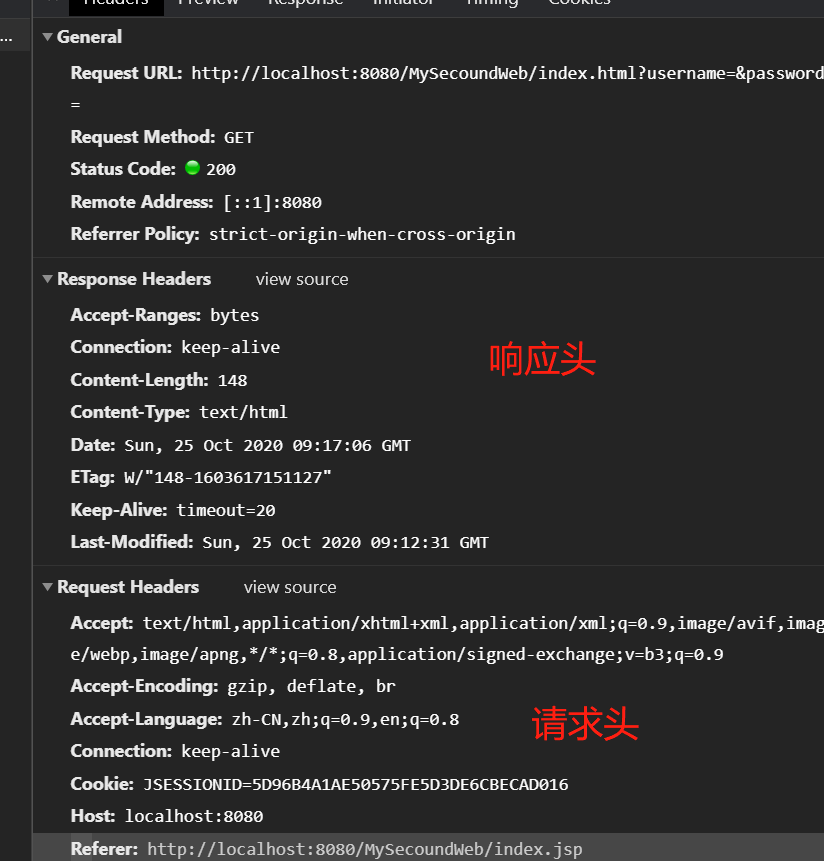 Headers Preview Response Initiator Timing Cookies
...
General
Request URL: http://localhost:8080/MySecoundWeb/index.html?username=&password
=
Request Method: GET
Status Code: 200
Remote Address: [::1]:8080
Referrer Policy: strict-origin-when-cross-origin
Response Headers view source
Accept-Ranges: bytes
Connection: keep-alive
响应头
Content-Length: 148
Content-Type: text/html
Date: Sun, 25 Oct 2020 09:17:06 GMT
ETag: W/"148-1603617151127"
Keep-Alive: timeout=20
Last-Modified: Sun, 25 Oct 2020 09:12:31 GMT
Request Headers view source
Accept: text/html,application/xhtml+xml,application/xml;q=0.9,image/avif,imag
e/webp,image/apng,*/*;q=0.8,application/signed-exchange;v=b3;q=0.9
Accept-Encoding: gzip, deflate, br
Accept-Language: zh-CN,zh;q=0.9,en;q=0.8
请求头
Connection: keep-alive
Cookie: JSESSIONID=5D96B4A1AE50575FE5D3DE6CBECAD016
Host: localhost:8080
Referer: http://localhost:8080/MySecoundWeb/index.jsp